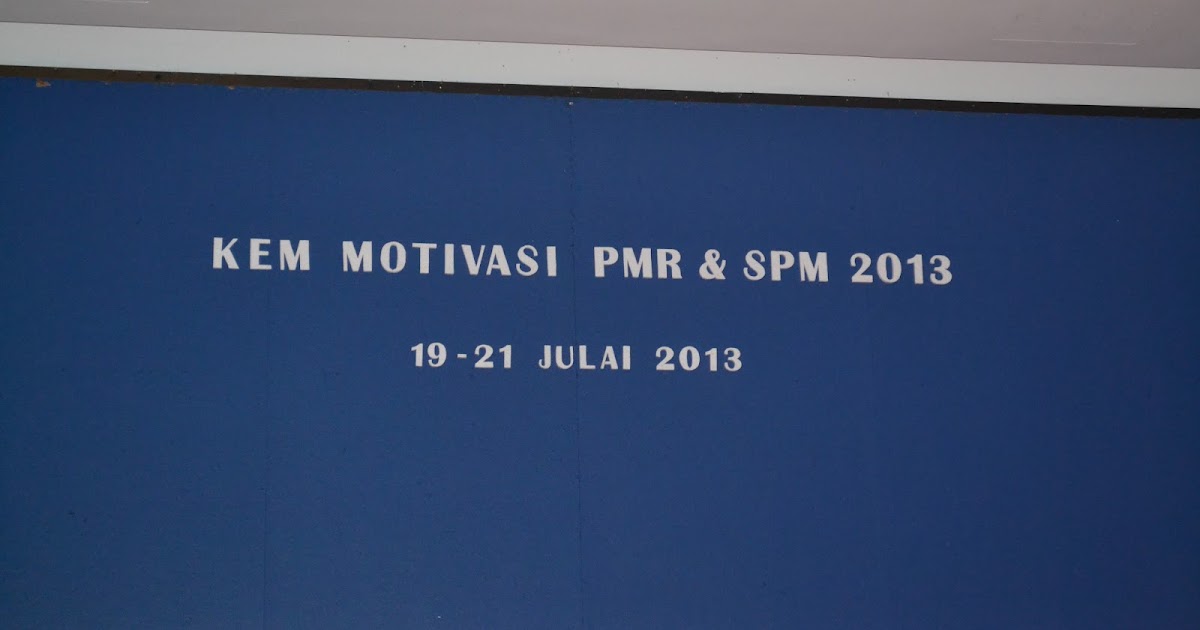 KEM MOTIVASI PMR & SPM 2013
19-21 JULAI 2013